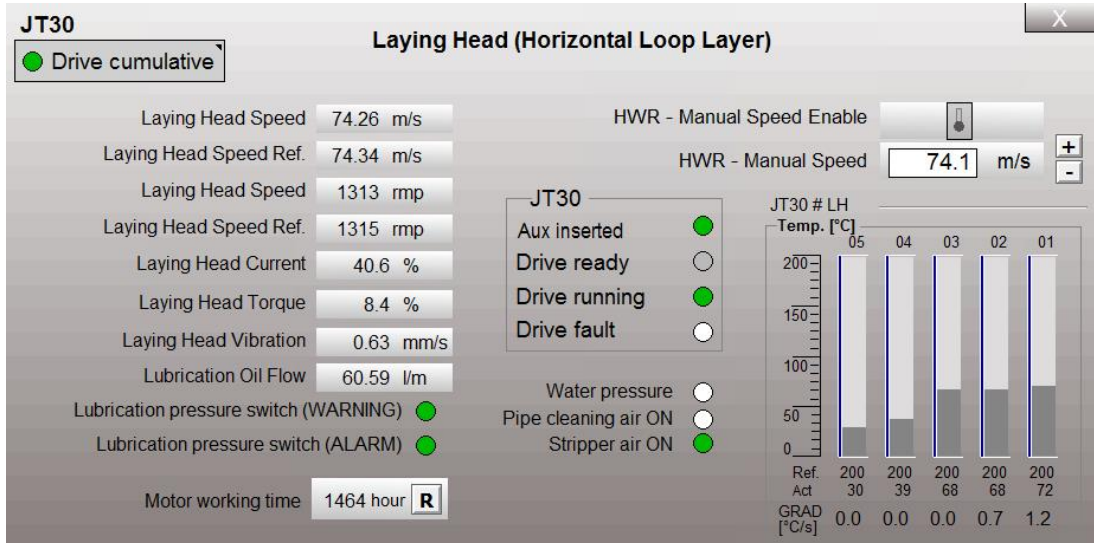 JT30
X
Drive cumulative
Laying Head (Horizontal Loop Layer)
Laying Head Speed 74.26 m/s
Laying Head Speed Ref. 74.34 m/s
Laying Head Speed 1313 rmp
Laying Head Speed Ref. 1315 rmp
Laying Head Current 40.6 %
Laying Head Torque 8.4 %
Laying Head Vibration 0.63 mm/s
Lubrication Oil Flow 60.59 l/m
Lubrication pressure switch (WARNING)
Lubrication pressure switch (ALARM)
Motor working time 1464 hour R
HWR - Manual Speed Enable
HWR - Manual Speed 74.1 m/s + -
JT30
Aux inserted
Drive ready
Drive running
Drive fault
Water pressure
Pipe cleaning air ON
Stripper air ON
JT30 # LH
Temp. [°C]
05 04 03 02 01
200
150
100
50
0
Ref. 200 200 200 200 200
Act 30 39 68 68 72
GRAD [°C/s] 0.0 0.0 0.0 0.7 1.2